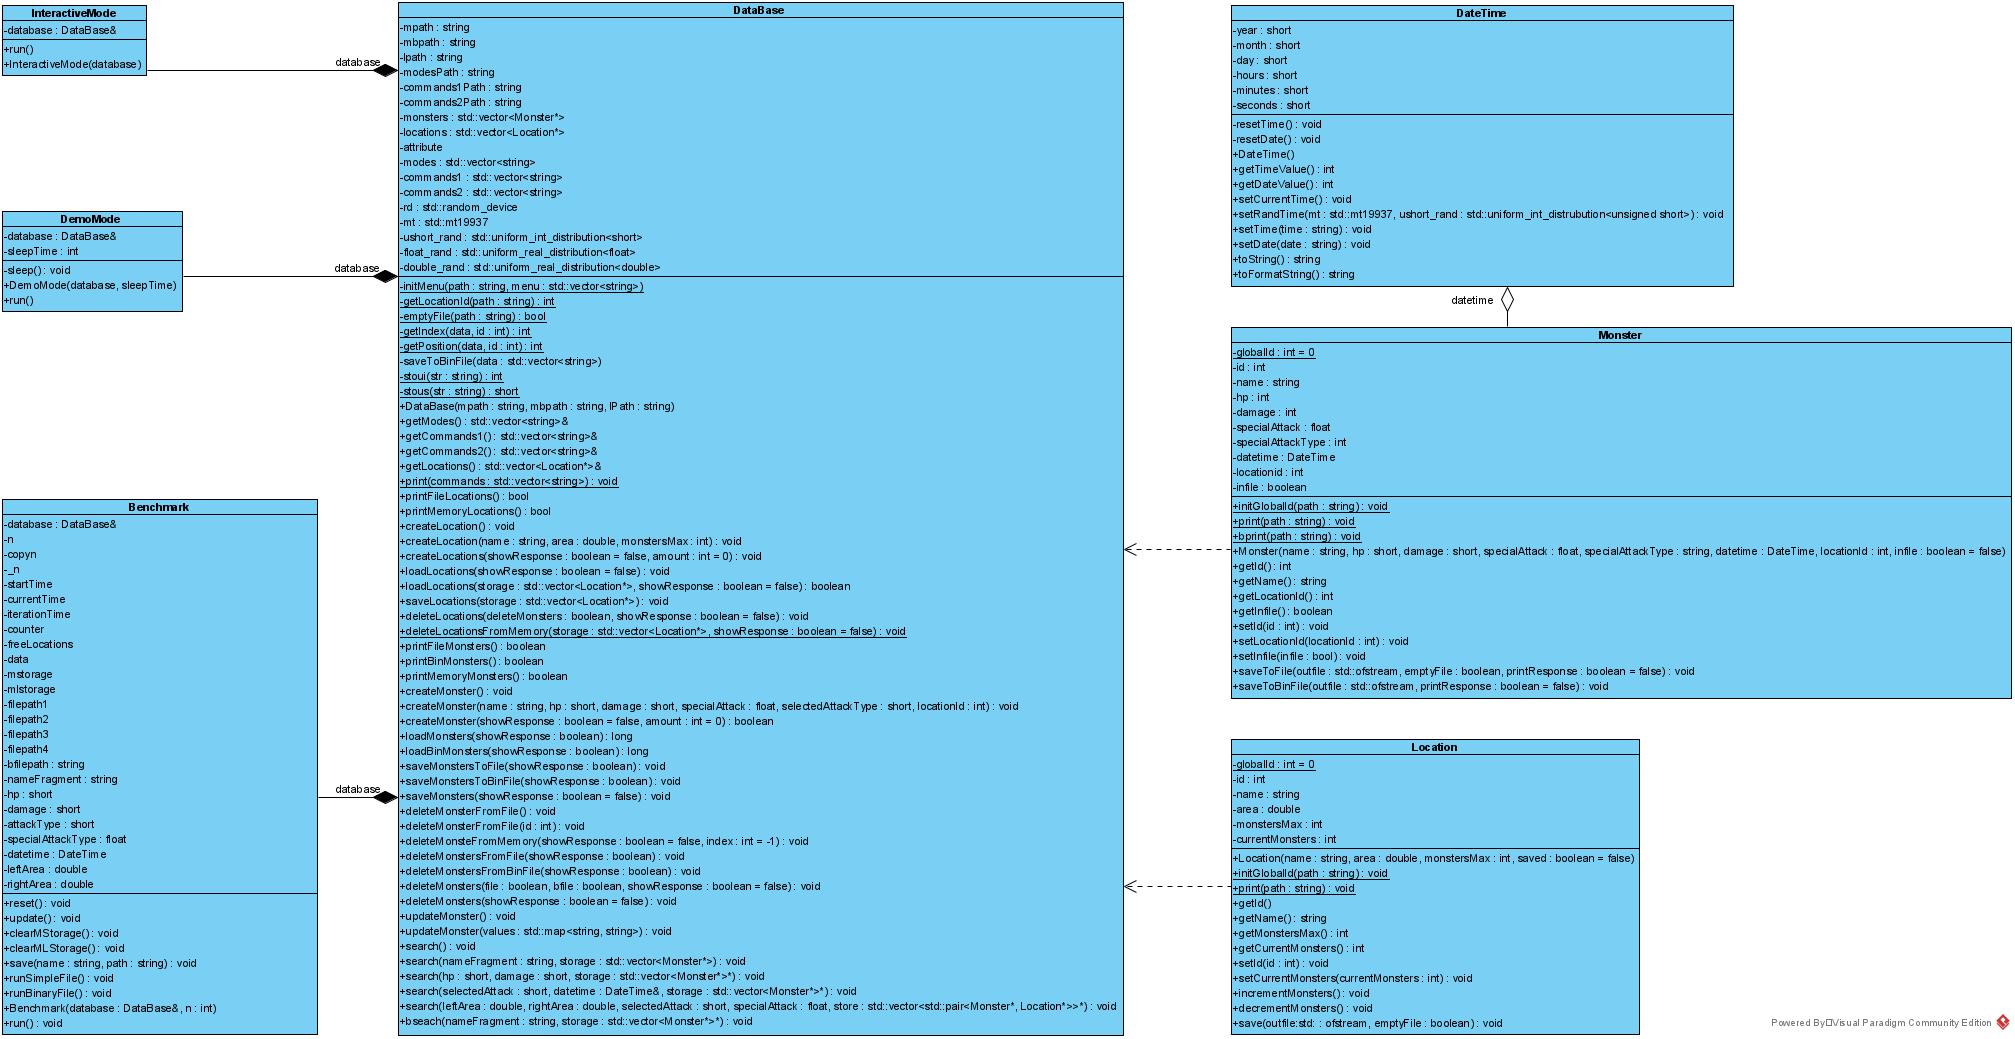 InteractiveMode
-database : DataBase&
+run()
+InteractiveMode(database)
database
DemoMode
-database : DataBase&
-sleepTime : int
-sleep() : void
+DemoMode(database, sleepTime)
+run()
database
Benchmark
-database : DataBase&
-n
-copyn
-_n
-startTime
-currentTime
-iterationTime
-counter
-freeLocations
-data
-mstorage
-mlstorage
-filepath1
-filepath2
-filepath3
-filepath4
-bfilepath : string
-nameFragment : string
-hp : short
-damage : short
-attackType : short
-specialAttackType : float
-datetime : DateTime
-leftArea : double
-rightArea : double
+reset() : void
+update() : void
+clearMStorage() : void
+clearMLStorage() : void
+save(name : string, path : string) : void
+runSimpleFile() : void
+runBinaryFile() : void
+Benchmark(database : DataBase&, n : int)
+run() : void
database
DataBase
-mpath : string
-mbpath : string
-lpath : string
-modesPath : string
-commands1Path : string
-commands2Path : string
-monsters : std::vector<Monster*>
-locations : std::vector<Location*>
-attribute
-modes : std::vector<string>
-commands1 : std::vector<string>
-commands2 : std::vector<string>
-rd : std::random_device
-mt : std::mt19937
-ushort_rand : std::uniform_int_distribution<short>
-float_rand : std::uniform_real_distribution<float>
-double_rand : std::uniform_real_distribution<double>
-initMenu(path : string, menu : std::vector<string>)
-getLocationId(path : string) : int
-emptyFile(path : string) : bool
-getIndex(data, id : int) : int
-getPosition(data, id : int) : int
-saveToBinFile(data : std::vector<string>)
-stoui(str : string) : int
-stous(str : string) : short
+DataBase(mpath : string, mbpath : string, lPath : string)
+getModes() : std::vector<string>&
+getCommands1() : std::vector<string>&
+getCommands2() : std::vector<string>&
+getLocations() : std::vector<Location*>&
+print(commands : std::vector<string>) : void
+printFileLocations() : bool
+printMemoryLocations() : bool
+createLocation() : void
+createLocation(name : string, area : double, monstersMax : int) : void
+createLocations(showResponse : boolean = false, amount : int = 0) : void
+loadLocations(showResponse : boolean = false) : void
+loadLocations(storage : std::vector<Location*>, showResponse : boolean = false) : boolean
+saveLocations(storage : std::vector<Location*>) : void
+deleteLocations(deleteMonsters : boolean, showResponse : boolean = false) : void
+deleteLocationsFromMemory(storage : std::vector<Location*>, showResponse : boolean = false) : void
+printFileMonsters() : boolean
+printBinMonsters() : boolean
+printMemoryMonsters() : boolean
+createMonster() : void
+createMonster(name : string, hp : short, damage : short, specialAttack : float, selectedAttackType : short, locationId : int) : void
+createMonster(showResponse : boolean = false, amount : int = 0) : boolean
+loadMonsters(showResponse : boolean) : long
+loadBinMonsters(showResponse : boolean) : long
+saveMonstersToFile(showResponse : boolean) : void
+saveMonstersToBinFile(showResponse : boolean) : void
+saveMonsters(showResponse : boolean = false) : void
+deleteMonsterFromFile() : void
+deleteMonsterFromFile(id : int) : void
+deleteMonsteFromMemory(showResponse : boolean = false, index : int = -1) : void
+deleteMonstersFromFile(showResponse : boolean) : void
+deleteMonstersFromBinFile(showResponse : boolean) : void
+deleteMonsters(file : boolean, bfile : boolean, showResponse : boolean = false) : void
+deleteMonsters(showResponse : boolean = false) : void
+updateMonster() : void
+updateMonster(values : std::map<string, string>) : void
+search() : void
+search(nameFragment : string, storage : std::vector<Monster*>) : void
+search(hp : short, damage : short, storage : std::vector<Monster*>*) : void
+search(selectedAttack : short, datetime : DateTime&, storage : std::vector<Monster*>*) : void
+search(leftArea : double, rightArea : double, selectedAttack : short, specialAttack : float, store : std::vector<std::pair<Monster*, Location*>>*) : void
+bseach(nameFragment : string, storage : std::vector<Monster*>*) : void
DateTime
-year : short
-month : short
-day : short
-hours : short
-minutes : short
-seconds : short
-resetTime() : void
-resetDate() : void
+DateTime()
+getTimeValue() : int
+getDateValue() : int
+setCurrentTime() : void
+setRandTime(mt : std::mt19937, ushort_rand : std::uniform_int_distrubution<unsigned short>) : void
+setTime(time : string) : void
+setDate(date : string) : void
+toString() : string
+toFormatString() : string
datetime
Monster
-globalId : int = 0
-id : int
-name : string
-hp : int
-damage : int
-specialAttack : float
-specialAttackType : int
-datetime : DateTime
-locationid : int
-infile : boolean
+initGlobalId(path : string) : void
+print(path : string) : void
+bprint(path : string) : void
+Monster(name : string, hp : short, damage : short, specialAttack : float, specialAttackType : string, datetime : DateTime, locationId : int, infile : boolean = false)
+getId() : int
+getName() : string
+getLocationId() : int
+getInfile() : boolean
+setId(id : int) : void
+setLocationId(locationId : int) : void
+setInfile(infile : bool) : void
+saveToFile(outfile : std::ofstream, emptyFile : boolean, printResponse : boolean = false) : void
+saveToBinFile(outfile : std::ofstream, printResponse : boolean = false) : void
Location
-globalId : int = 0
-id : int
-name : string
-area : double
-monstersMax : int
-currentMonsters : int
+Location(name : string, area : double, monstersMax : int, saved : boolean = false)
+initGlobalId(path : string) : void
+print(path : string) : void
+getId()
+getName() : string
+getMonstersMax() : int
+getCurrentMonsters() : int
+setId(id : int) : void
+setCurrentMonsters(currentMonsters : int) : void
+incrementMonsters() : void
+decrementMonsters() : void
+save(outfile:std: : ofstream, emptyFile : boolean) : void
Powered By□Visual Paradigm Community Edition